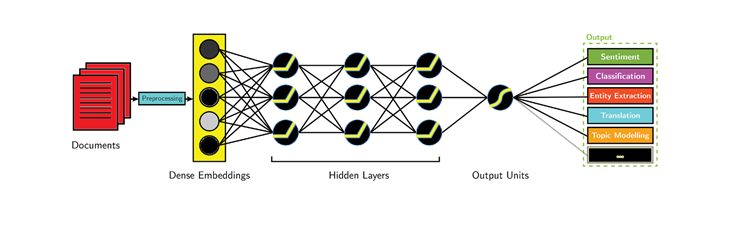 Output
Sentiment
Classification
Preprocessing
Entity Extraction
Translation
Topic Modelling
...
Documents
Dense Embeddings
Hidden Layers
Output Units